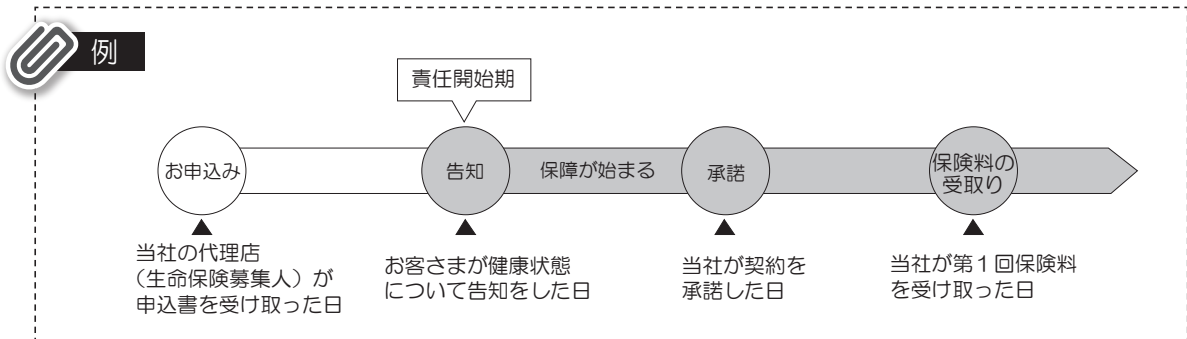 例
責任開始期
お申込み
告知
保障が始まる
承諾
保険料の
受取り
当社の代理店
(生命保険募集人)が
申込書を受け取った日
お客さまが健康状態
について告知をした日
当社が契約を
承諾した日
当社が第1回保険料
を受け取った日